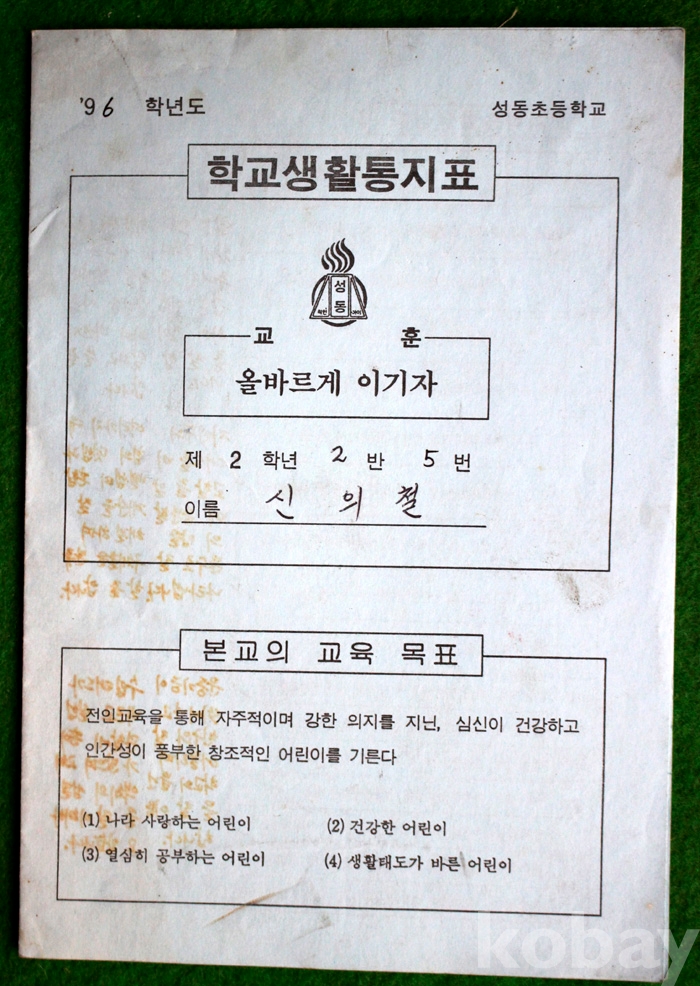 '96 학년도 성동초등학교
학교생활통지표
성동
교 훈
올바르게 이기자
제 2 학년 2 반 5 번
이름 신 의 철
본교의 교육 목표
전인교육을 통해 자주적이며 강한 의지를 지닌, 심신이 건강하고
인간성이 풍부한 창조적인 어린이를 기른다
(1) 나라 사랑하는 어린이 (2) 건강한 어린이
(3) 열심히 공부하는 어린이 (4) 생활태도가 바른 어린이
kobay